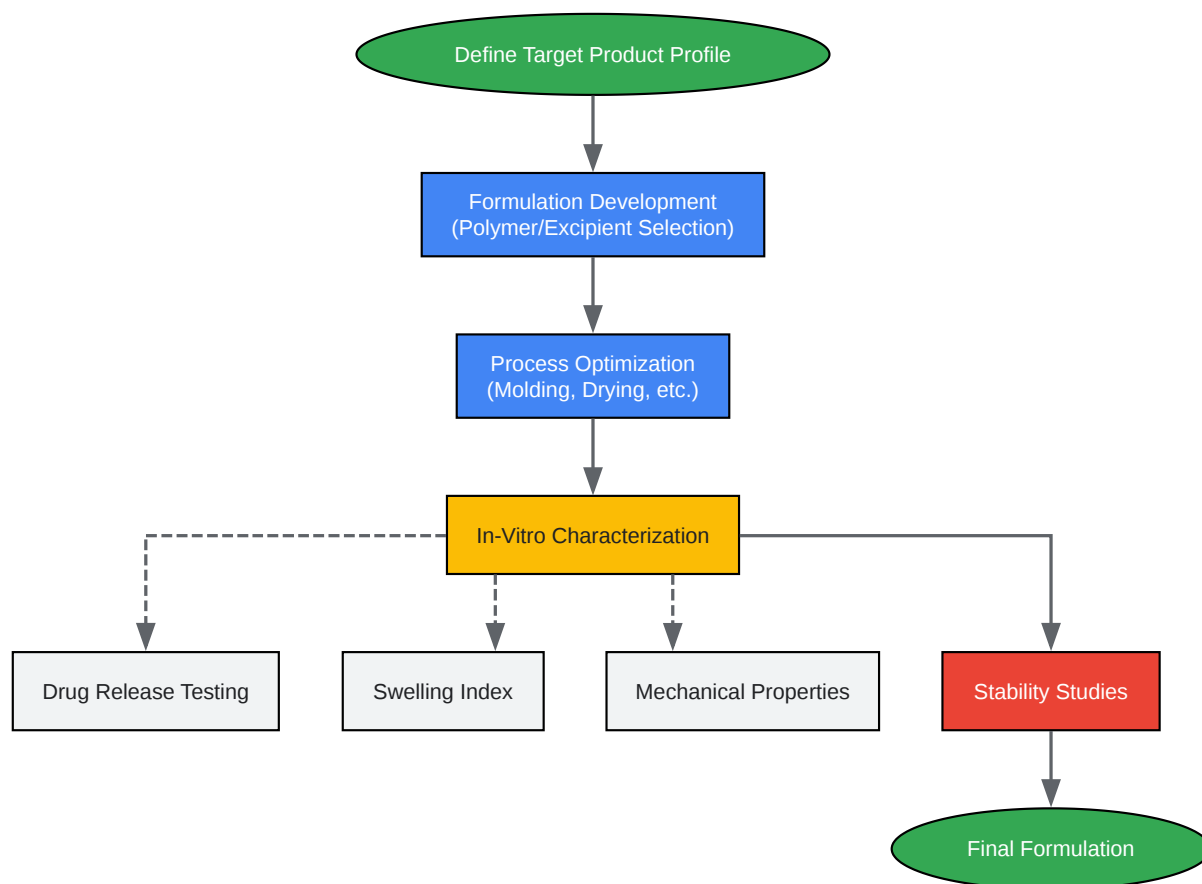 Define Target Product Profile
Formulation Development
(Polymer/Excipient Selection)
Process Optimization
(Molding, Drying, etc.)
In-Vitro Characterization
Drug Release Testing
Swelling Index
Mechanical Properties
Stability Studies
Final Formulation